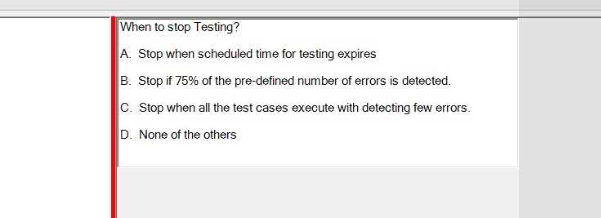 When to stop Testing?
A. Stop when scheduled time for testing expires
B. Stop if 75% of the pre-defined number of errors is detected.
C. Stop when all the test cases execute with detecting few errors.
D. None of the others